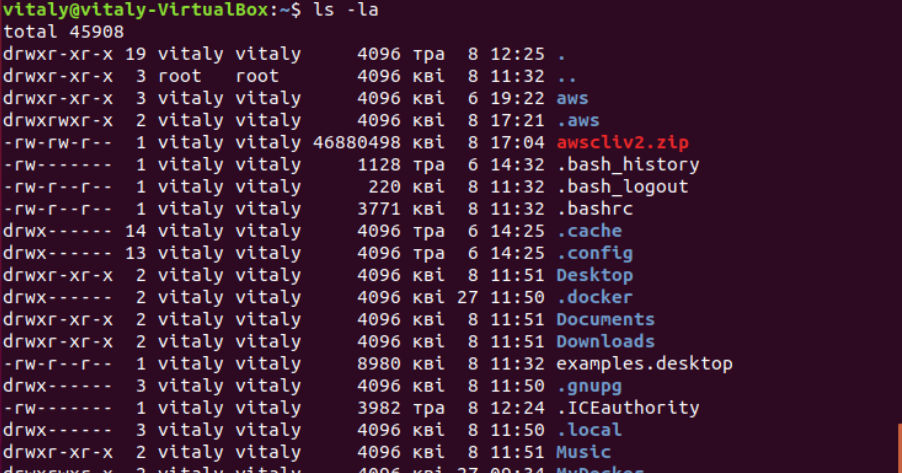 vitaly@vitaly-VirtualBox:~$ ls -la
total 45908
drwxr-xr-x 19 vitaly vitaly     4096 тра  8 12:25 .
drwxr-xr-x  3 root   root       4096 кві  8 11:32 ..
drwxr-xr-x  3 vitaly vitaly     4096 кві  6 19:22 aws
drwxrwxr-x  2 vitaly vitaly     4096 кві  8 17:21 .aws
-rw-rw-r--  1 vitaly vitaly 46880498 кві  8 17:04 awscliv2.zip
-rw-------  1 vitaly vitaly     1128 тра  6 14:32 .bash_history
-rw-r--r--  1 vitaly vitaly      220 кві  8 11:32 .bash_logout
-rw-r--r--  1 vitaly vitaly     3771 кві  8 11:32 .bashrc
drwx------ 14 vitaly vitaly     4096 тра  6 14:25 .cache
drwx------ 13 vitaly vitaly     4096 тра  6 14:25 .config
drwxr-xr-x  2 vitaly vitaly     4096 кві  8 11:51 Desktop
drwx------  2 vitaly vitaly     4096 кві 27 11:50 .docker
drwxr-xr-x  2 vitaly vitaly     4096 кві  8 11:51 Documents
drwxr-xr-x  2 vitaly vitaly     4096 кві  8 11:51 Downloads
-rw-r--r--  1 vitaly vitaly     8980 кві  8 11:32 examples.desktop
drwx------  3 vitaly vitaly     4096 кві  8 11:50 .gnupg
-rw-------  1 vitaly vitaly     3982 тра  8 12:24 .ICEauthority
drwx------  3 vitaly vitaly     4096 кві  8 11:50 .local
drwxr-xr-x  2 vitaly vitaly     4096 кві  8 11:51 Music
drwxrwxr-x  2 vitaly vitaly     4096 кві 27 09:34